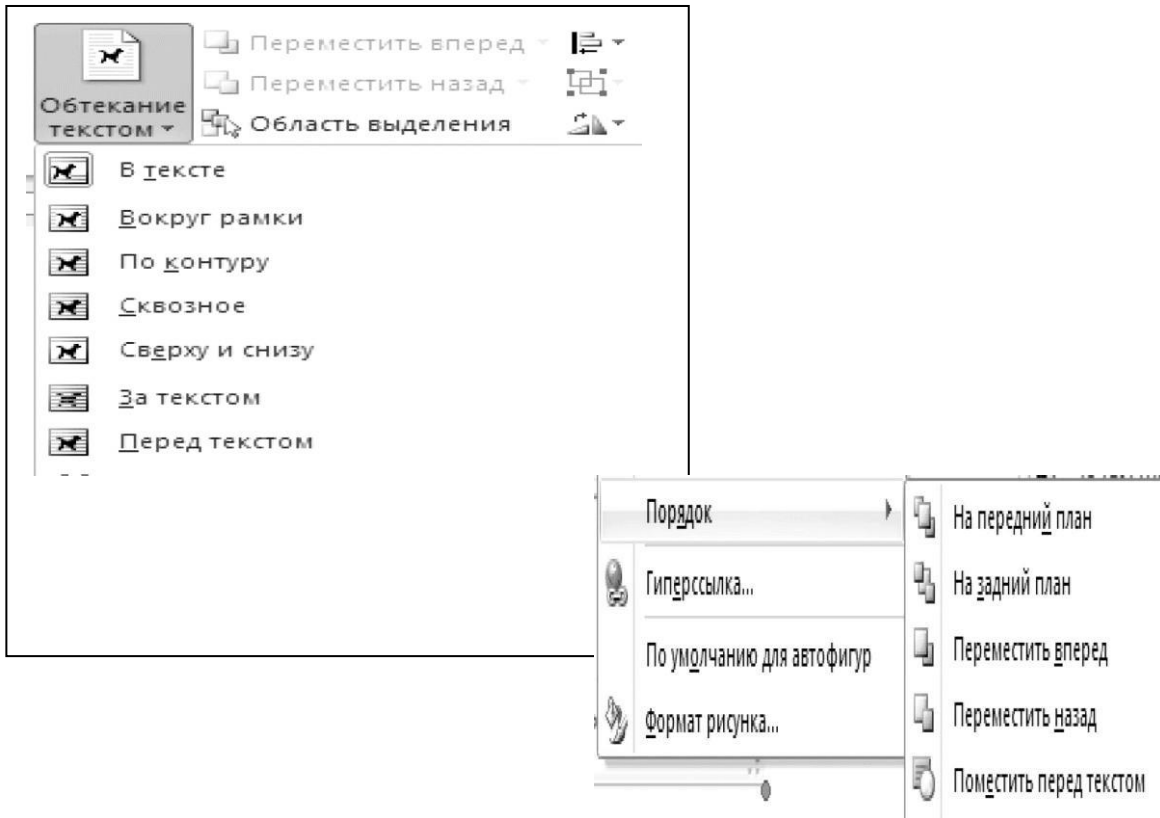 Обтекание
текстом
Переместить вперед
Переместить назад
Область выделения
В тексте
Вокруг рамки
По контуру
Сквозное
Сверху и снизу
За текстом
Перед текстом
Порядок
Гиперссылка...
По умолчанию для автофигур
Формат рисунка...
На передний план
На задний план
Переместить вперед
Переместить назад
Поместить перед текстом